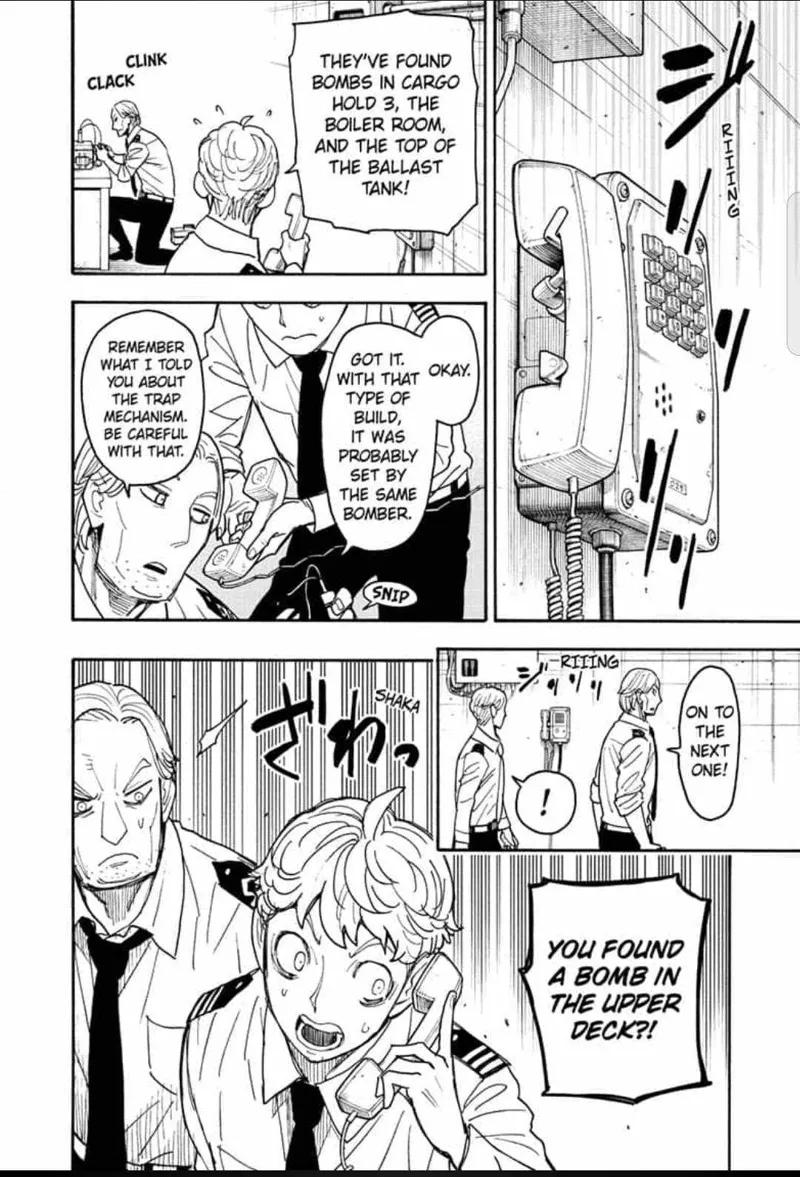 ジ
RIIING
THEY'VE FOUND
BOMBS IN CARGO
HOLD 3, THE
BOILER ROOM,
AND THE TOP OF
THE BALLAST
TANK!
CLINK
CLACK
OKAY.
GOT IT.
WITH THAT
TYPE OF
BUILD,
IT WAS
PROBABLY
SET BY
THE SAME
BOMBER.
REMEMBER
WHAT I TOLD
YOU ABOUT
THE TRAP
MECHANISM.
BE CAREFUL
WITH THAT.
SNIP
ON TO
THE
NEXT
ONE!
RIIING
ジ
!
SHAKA
ざわっ
YOU FOUND
A BOMB IN
THE UPPER
DECK?!